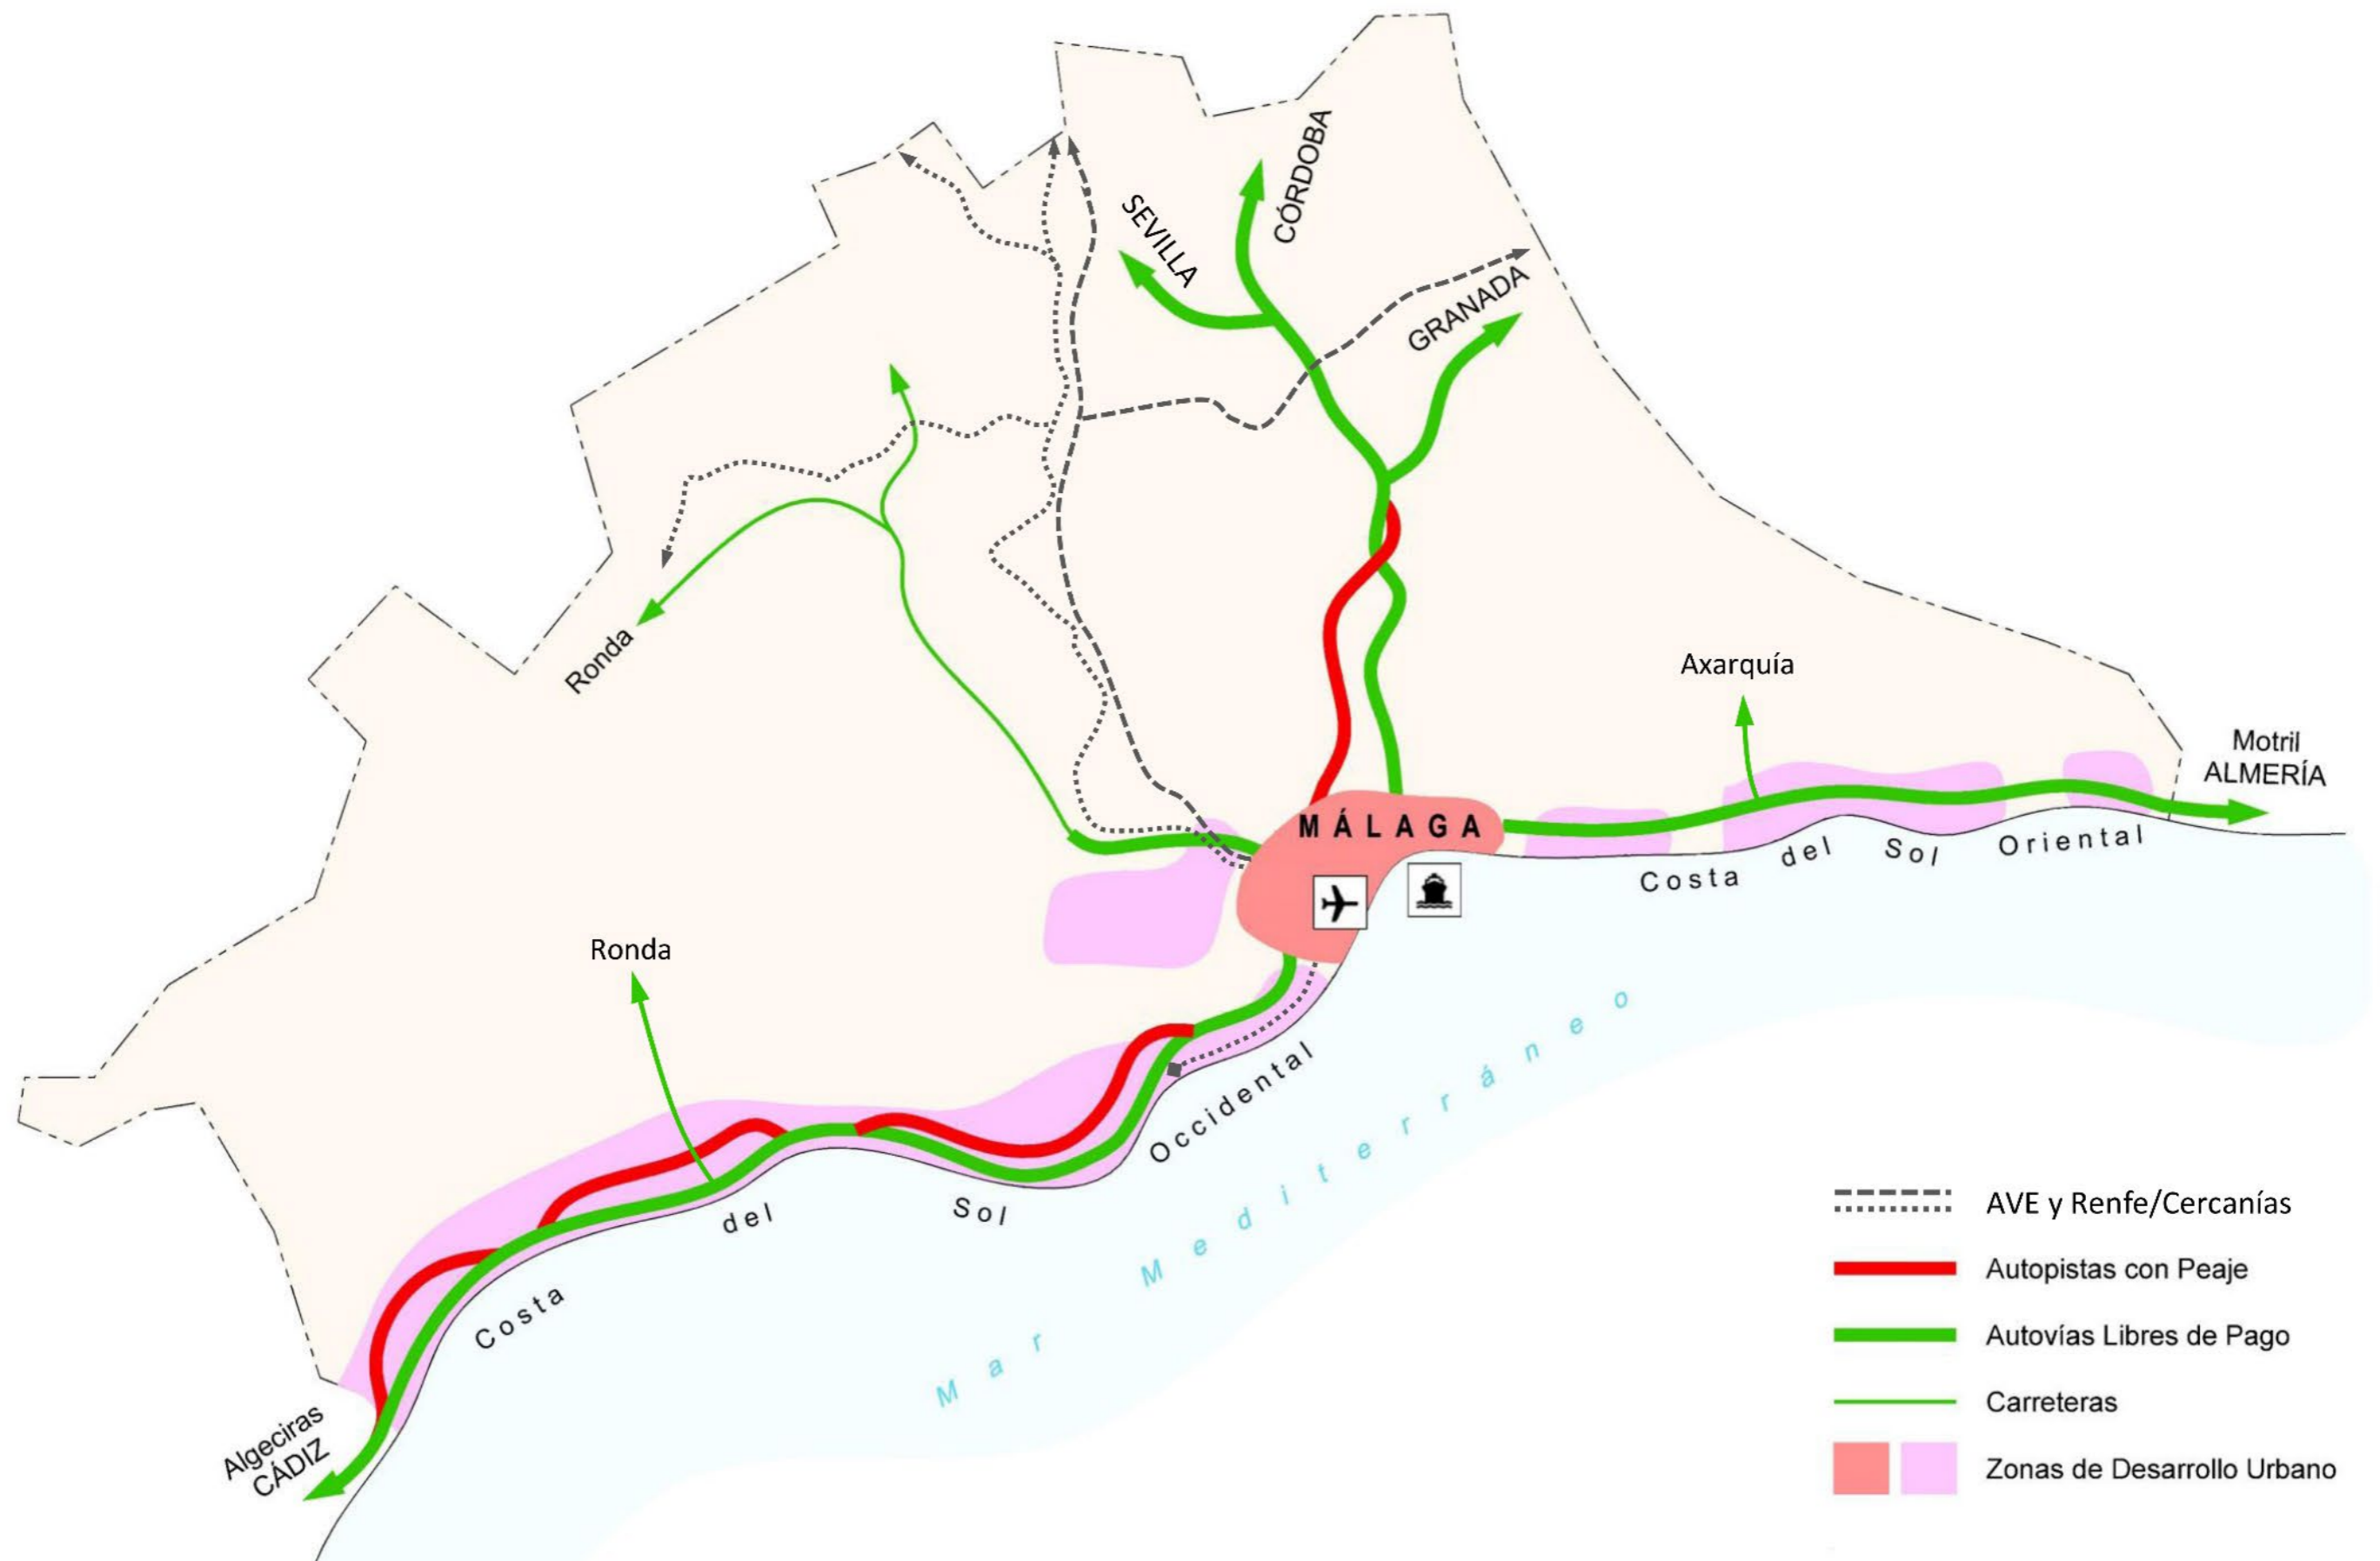 CÓRDOBA
SEVILLA
GRANADA
Ronda
Axarquía
Motril
ALMERÍA
MÁLAGA
Costa del Sol Oriental
Ronda
Costa del Sol Occidental
Mar Mediterráneo
Algeciras
CÁDIZ
AVE y Renfe/Cercanías
Autopistas con Peaje
Autovías Libres de Pago
Carreteras
Zonas de Desarrollo Urbano